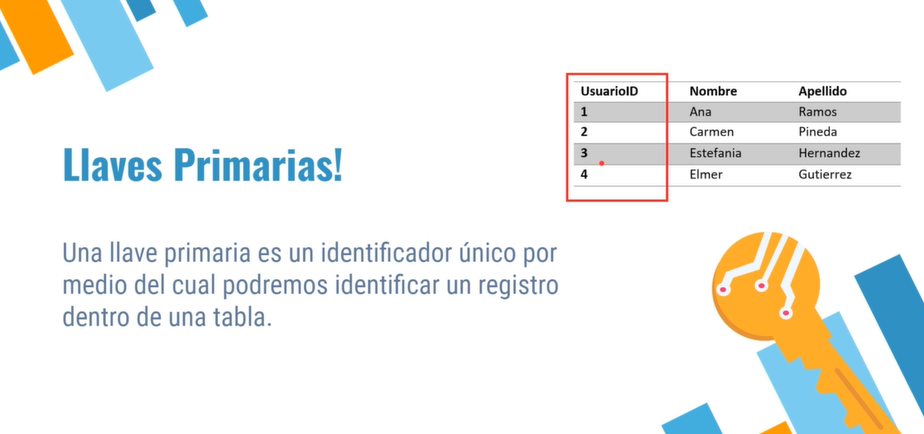 UsuarioID Nombre Apellido
1 Ana Ramos
2 Carmen Pineda
3 Estefania Hernandez
4 Elmer Gutierrez
Llaves Primarias!
Una llave primaria es un identificador único por
medio del cual podremos identificar un registro
dentro de una tabla.